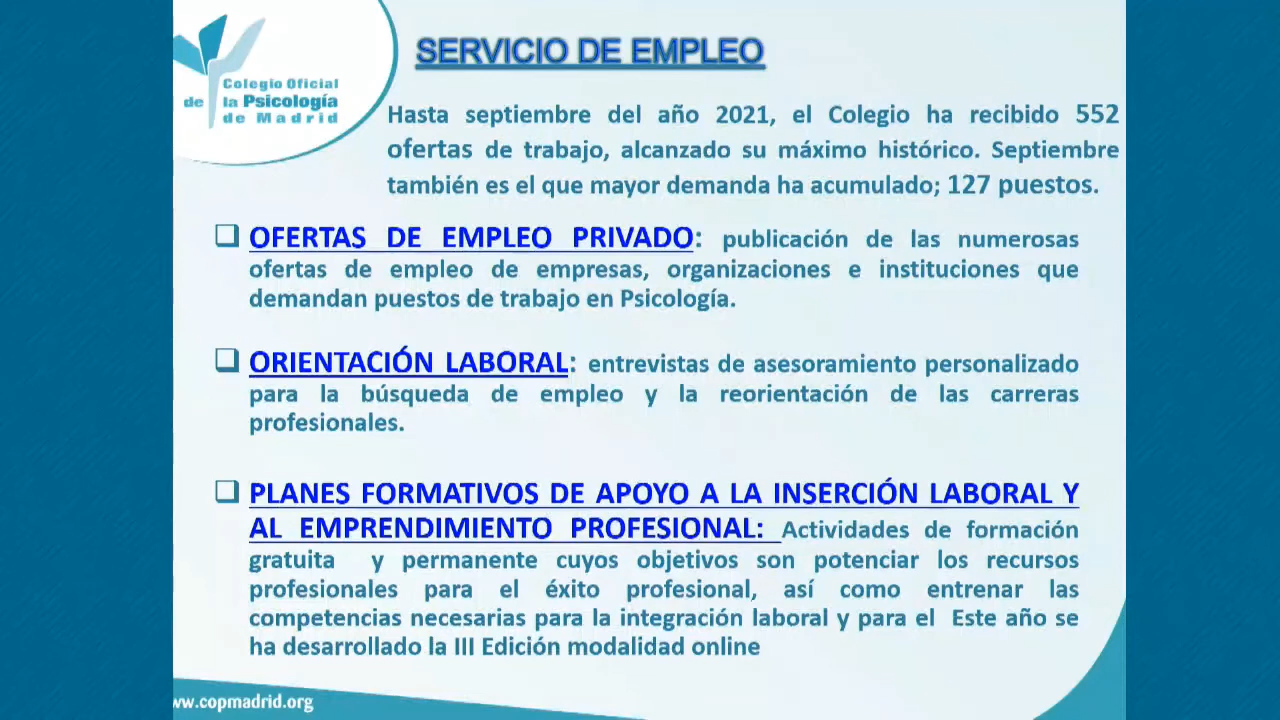 Colegio Oficial
de la Psicología
de Madrid
SERVICIO DE EMPLEO
Hasta septiembre del año 2021, el Colegio ha recibido 552
ofertas de trabajo, alcanzado su máximo histórico. Septiembre
también es el que mayor demanda ha acumulado; 127 puestos.
OFERTAS DE EMPLEO PRIVADO: publicación de las numerosas
ofertas de empleo de empresas, organizaciones e instituciones que
demandan puestos de trabajo en Psicología.
ORIENTACIÓN LABORAL: entrevistas de asesoramiento personalizado
para la búsqueda de empleo y la reorientación de las carreras
profesionales.
PLANES FORMATIVOS DE APOYO A LA INSERCIÓN LABORAL Y
AL EMPRENDIMIENTO PROFESIONAL: Actividades de formación
gratuita y permanente cuyos objetivos son potenciar los recursos
profesionales para el éxito profesional, así como entrenar las
competencias necesarias para la integración laboral y para el Este año se
ha desarrollado la III Edición modalidad online
ww.copmadrid.org